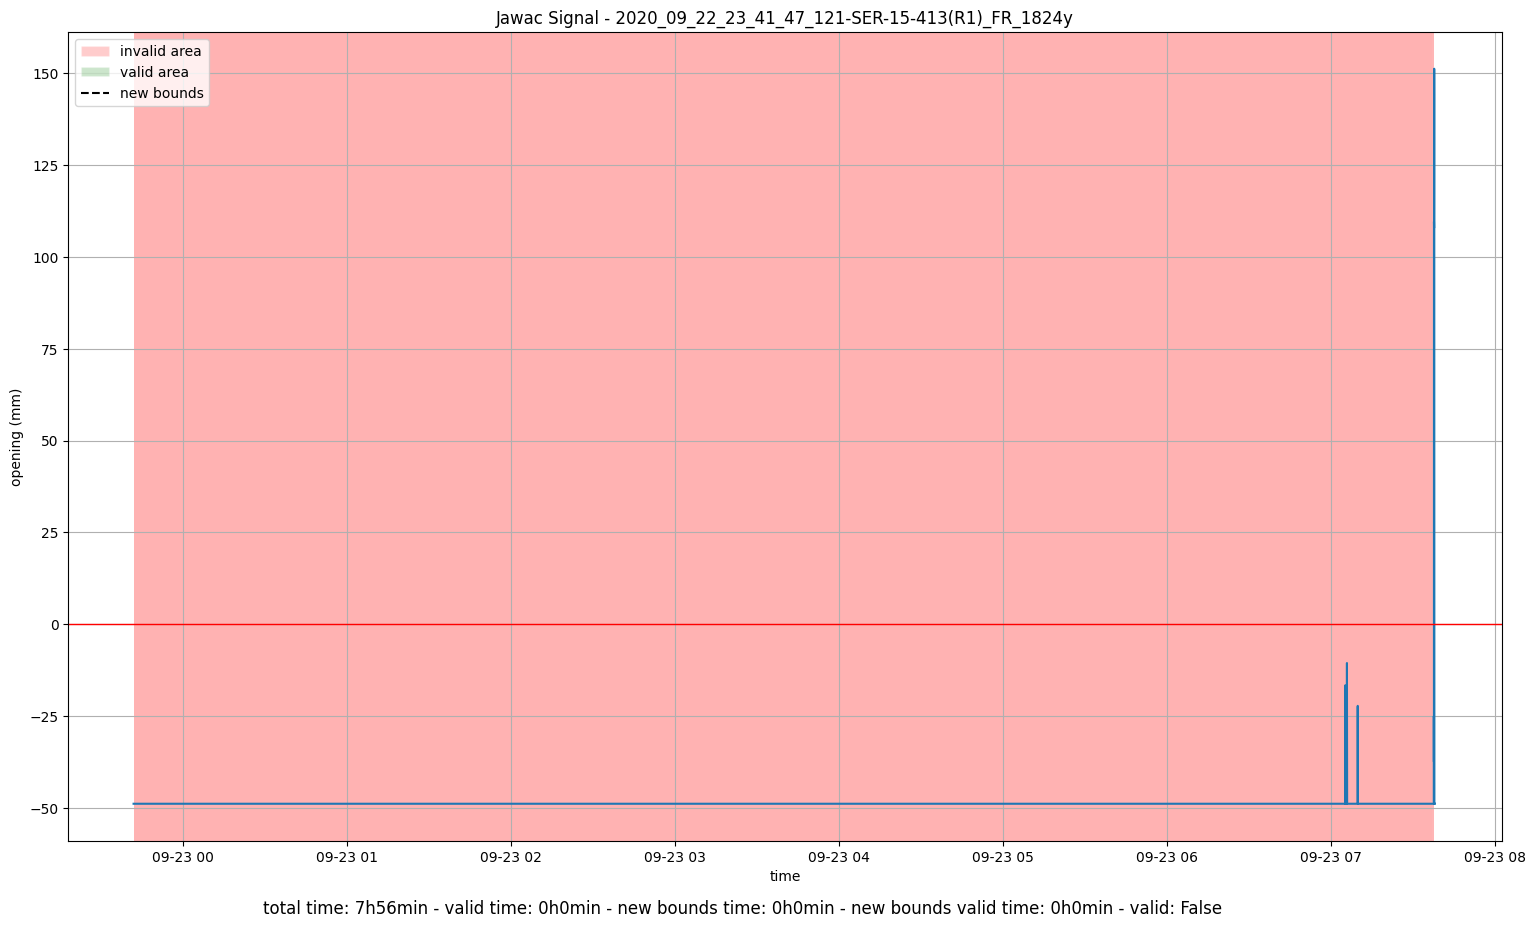 Jawac Signal - 2020_09_22_23_41_47_121-SER-15-413(R1)_FR_1824y
invalid area
valid area
new bounds
150
125
100
75
50
25
0
−25
−50
opening (mm)
09-23 00 09-23 01 09-23 02 09-23 03 09-23 04 09-23 05 09-23 06 09-23 07 09-23 08
time
total time: 7h56min - valid time: 0h0min - new bounds time: 0h0min - new bounds valid time: 0h0min - valid: False